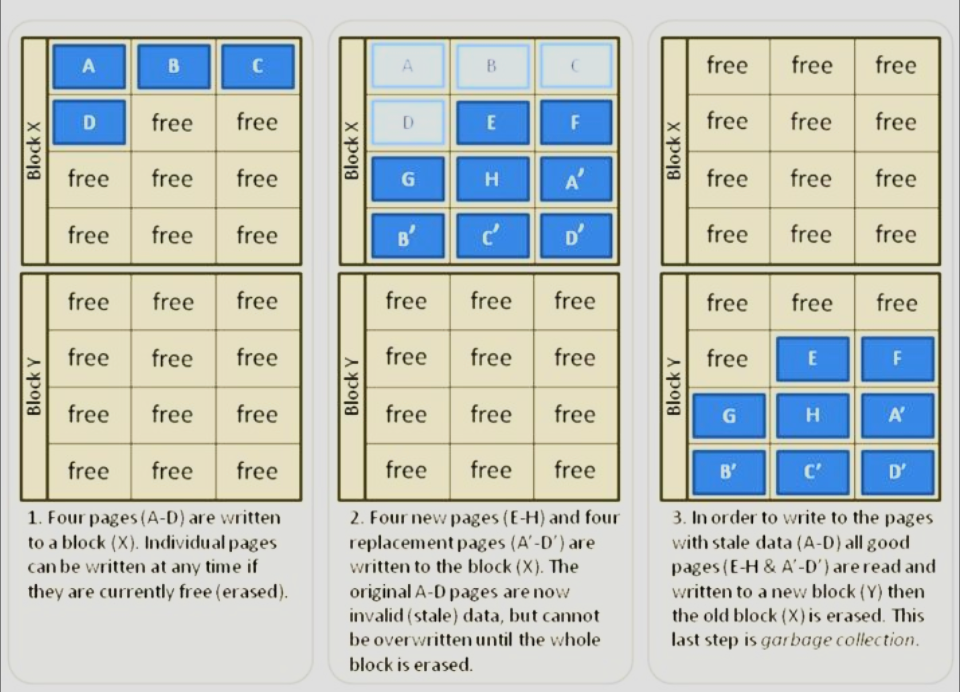 Block X
A B C
D free free
free free free
free free free
Block Y
free free free
free free free
free free free
free free free
1. Four pages (A-D) are written
to a block (X). Individual pages
can be written at any time if
they are currently free (erased).
Block X
A B C
D E F
G H A′
B′ C′ D′
Block Y
free free free
free free free
free free free
free free free
2. Four new pages (E-H) and four
replacement pages (A′-D′) are
written to the block (X). The
original A-D pages are now
invalid (stale) data, but cannot
be overwritten until the whole
block is erased.
Block X
free free free
free free free
free free free
free free free
Block Y
free free free
free E F
G H A′
B′ C′ D′
3. In order to write to the pages
with stale data (A-D) all good
pages (E-H & A′-D′) are read and
written to a new block (Y) then
the old block (X) is erased. This
last step is garbage collection.